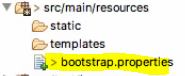 > src/main/resources
static
templates
> bootstrap.properties